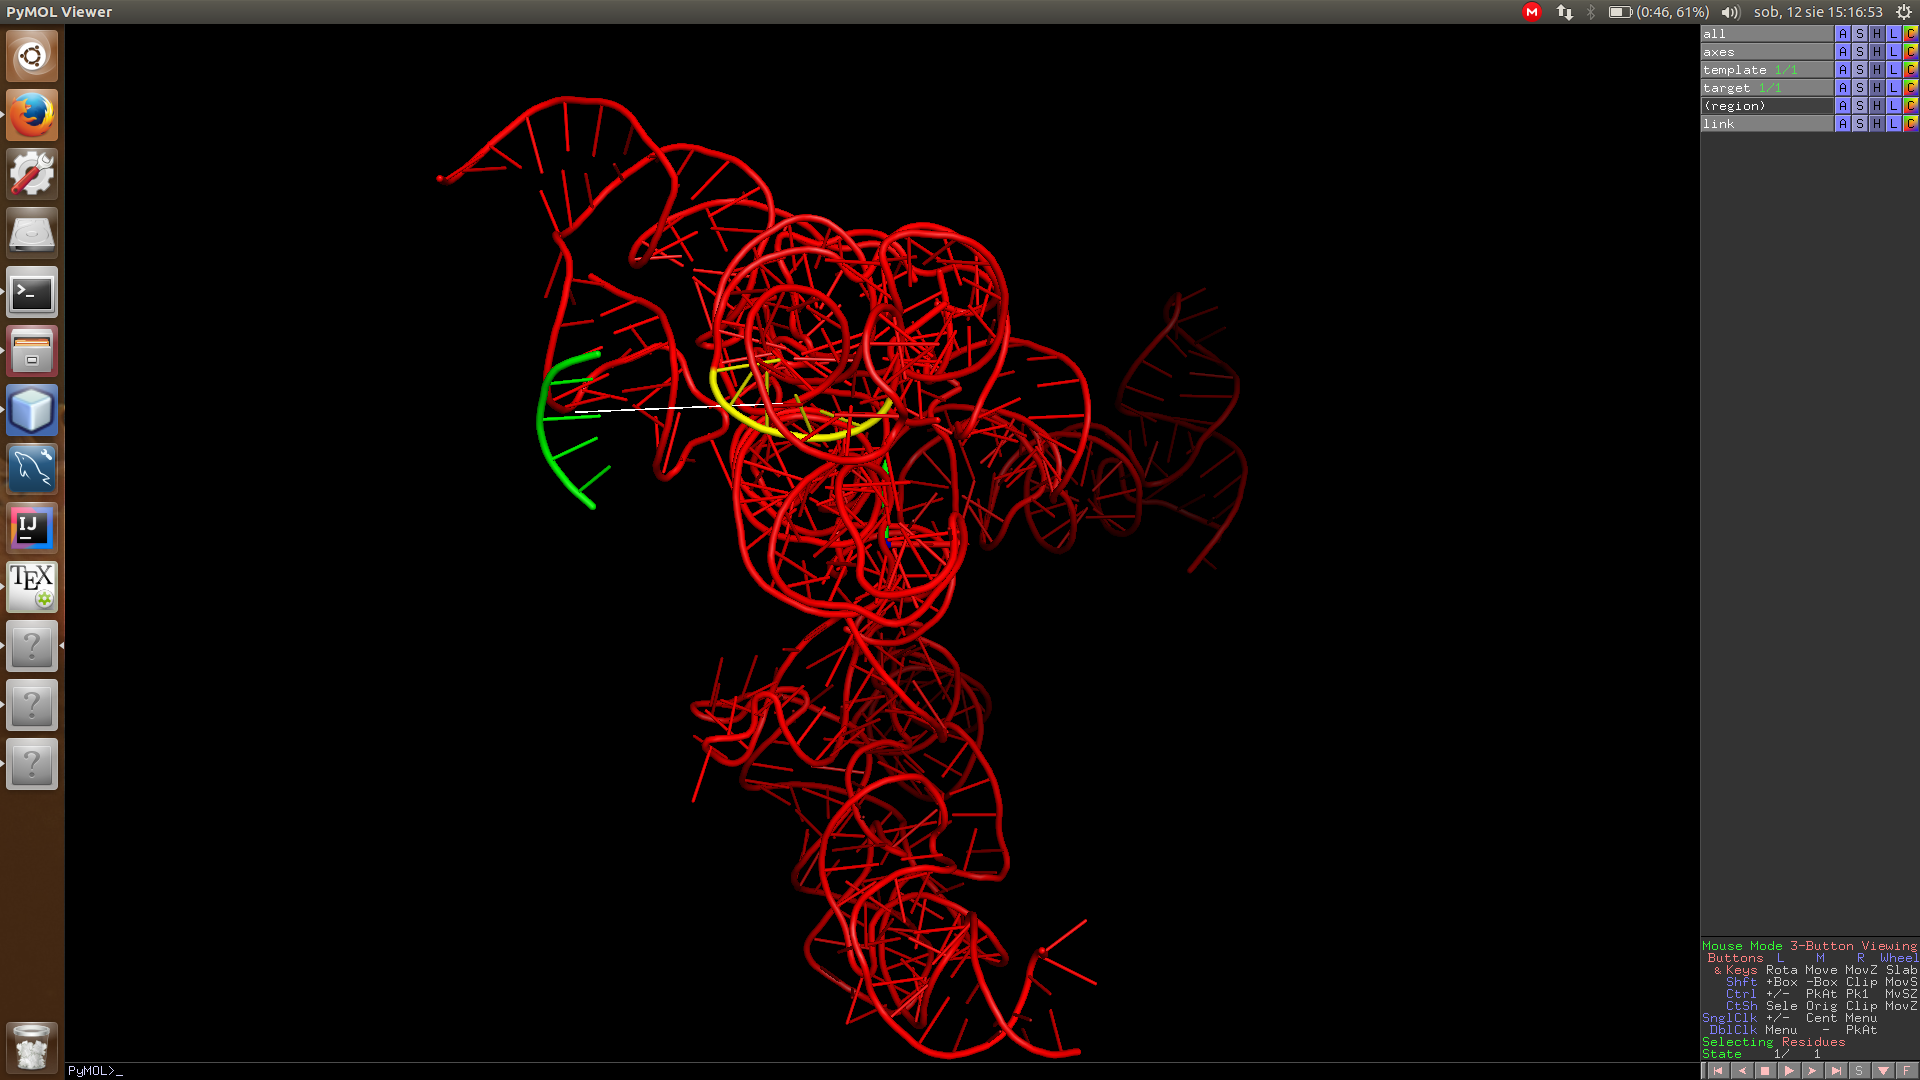 PyMOL Viewer
M (0:46, 61%) sob, 12 sie 15:16:53
all A S H L C
axes A S H L C
template 1/1 A S H L C
target 1/1 A S H L C
(region) A S H L C
link A S H L C
>_
IJ
TEX
?
?
?
Mouse Mode 3-Button Viewing
Buttons L M R Wheel
& Keys Rota Move MovZ Slab
Shft +Box -Box Clip MovS
Ctrl +/- PkAt Pk1 MvSZ
CtSh Sele Orig Clip MovZ
SnglClk +/- Cent Menu
DblClk Menu - PkAt
Selecting Residues
State 1/ 1
S F
PyMOL>_